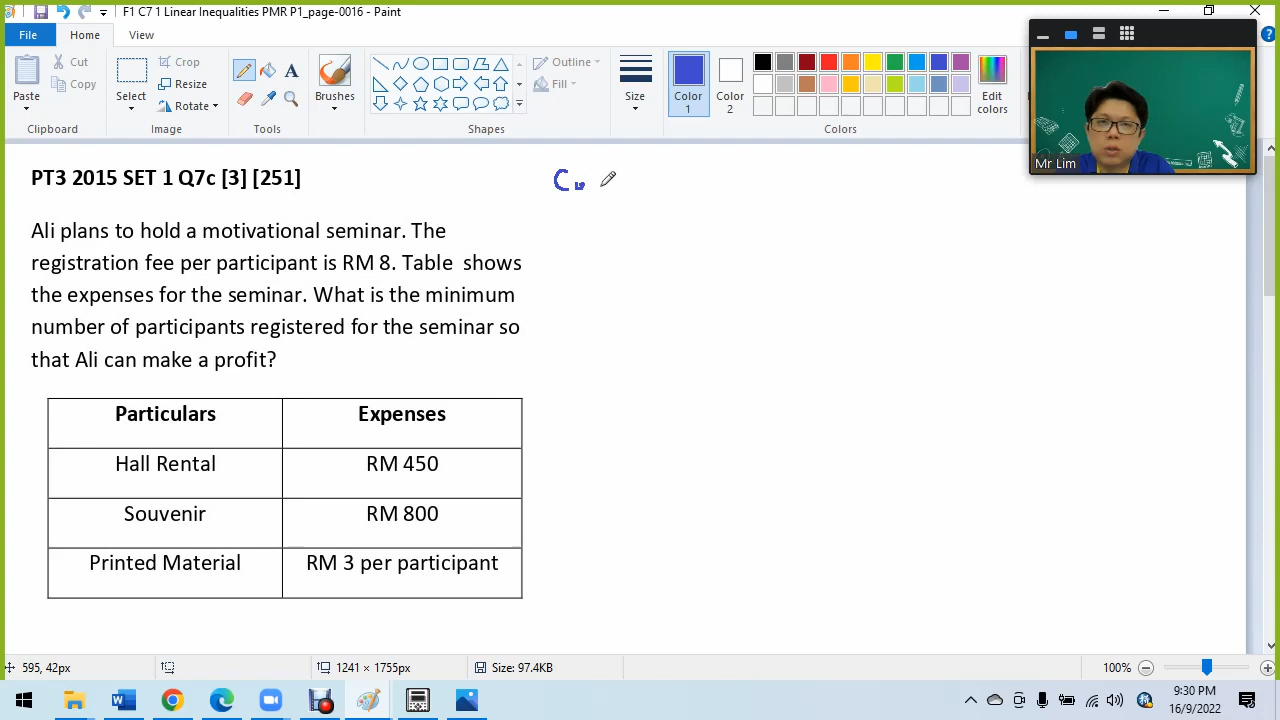 F1 C7 1 Linear Inequalities PMR P1_page-0016 - Paint
File
Home
View
Paste
Cut
Copy
Clipboard
Select
Crop
Resize
Rotate
Image
A
Tools
Brushes
Shapes
Outline
Fill
Size
Color
1
Color
2
Colors
Edit
colors
Mr Lim
PT3 2015 SET 1 Q7c [3] [251]
Ali plans to hold a motivational seminar. The
registration fee per participant is RM 8. Table shows
the expenses for the seminar. What is the minimum
number of participants registered for the seminar so
that Ali can make a profit?
Particulars Expenses
Hall Rental RM 450
Souvenir RM 800
Printed Material RM 3 per participant
595, 42px
1241 × 1755px
Size: 97.4KB
100%
9:30 PM
16/9/2022